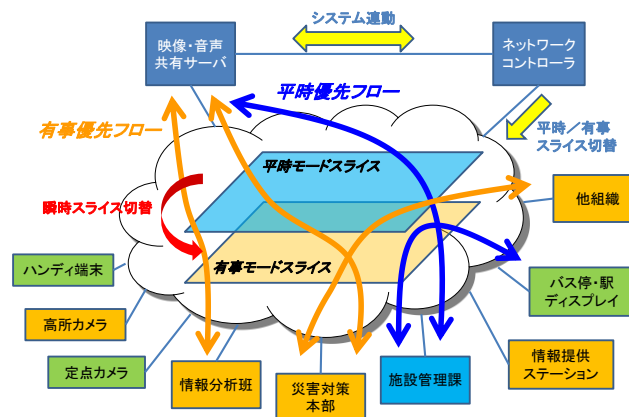 システム連動
映像・音声
共有サーバ
ネットワーク
コントローラ
平時優先フロー
有事優先フロー
平時／有事
スライス切替
平時モードスライス
瞬時スライス切替
有事モードスライス
他組織
ハンディ端末
バス停・駅
ディスプレイ
高所カメラ
定点カメラ
情報分析班
災害対策
本部
施設管理課
情報提供
ステーション